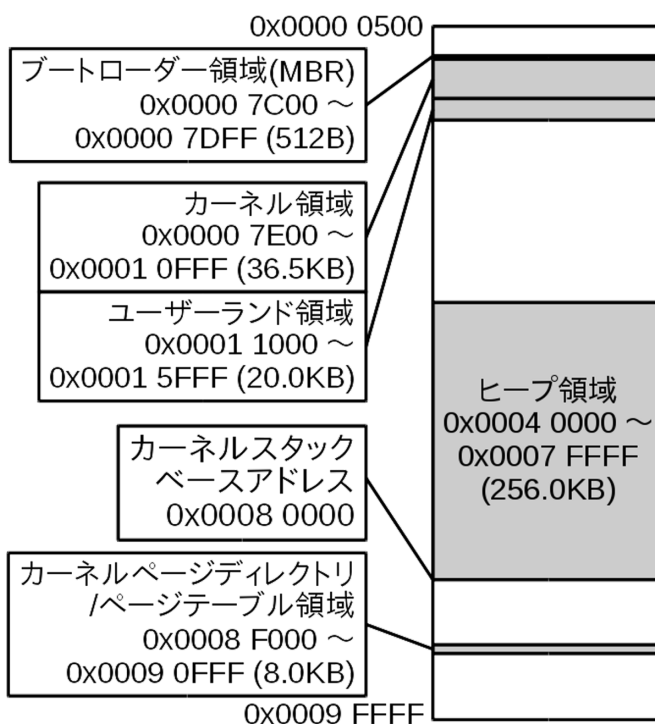 0x0000 0500
ブートローダー領域(MBR)
0x0000 7C00 ～
0x0000 7DFF (512B)
カーネル領域
0x0000 7E00 ～
0x0001 0FFF (36.5KB)
ユーザーランド領域
0x0001 1000 ～
0x0001 5FFF (20.0KB)
ヒープ領域
0x0004 0000 ～
0x0007 FFFF
(256.0KB)
カーネルスタック
ベースアドレス
0x0008 0000
カーネルページディレクトリ
/ページテーブル領域
0x0008 F000 ～
0x0009 0FFF (8.0KB)
0x0009 FFFF